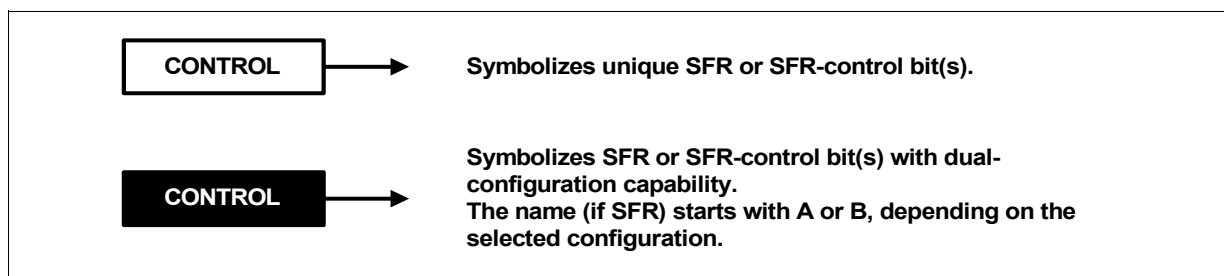 CONTROL
Symbolizes unique SFR or SFR-control bit(s).
CONTROL
Symbolizes SFR or SFR-control bit(s) with dual-
configuration capability.
The name (if SFR) starts with A or B, depending on the
selected configuration.